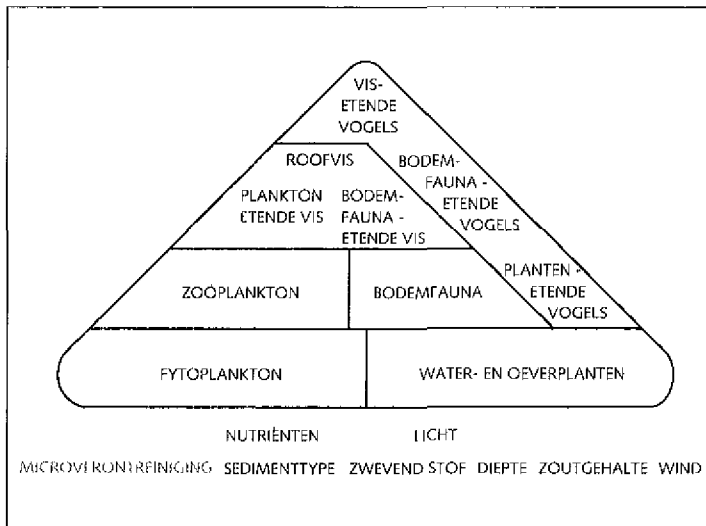 VIS-
ETENDE
VOGELS
ROOFVIS
BODEM-
FAUNA -
ETENDE
VOGELS
PLANKTON
ETENDE VIS
BODEM-
FAUNA -
ETENDE VIS
PLANTEN -
ETENDE
VOGELS
ZOÖPLANKTON
BODEMFAUNA
FYTOPLANKTON
WATER- EN OEVERPLANTEN
NUTRIËNTEN LICHT
MICROVERONTREINIGING SEDIMENTTYPE ZWEVEND STOF DIEPTE ZOUTGEHALTE WIND